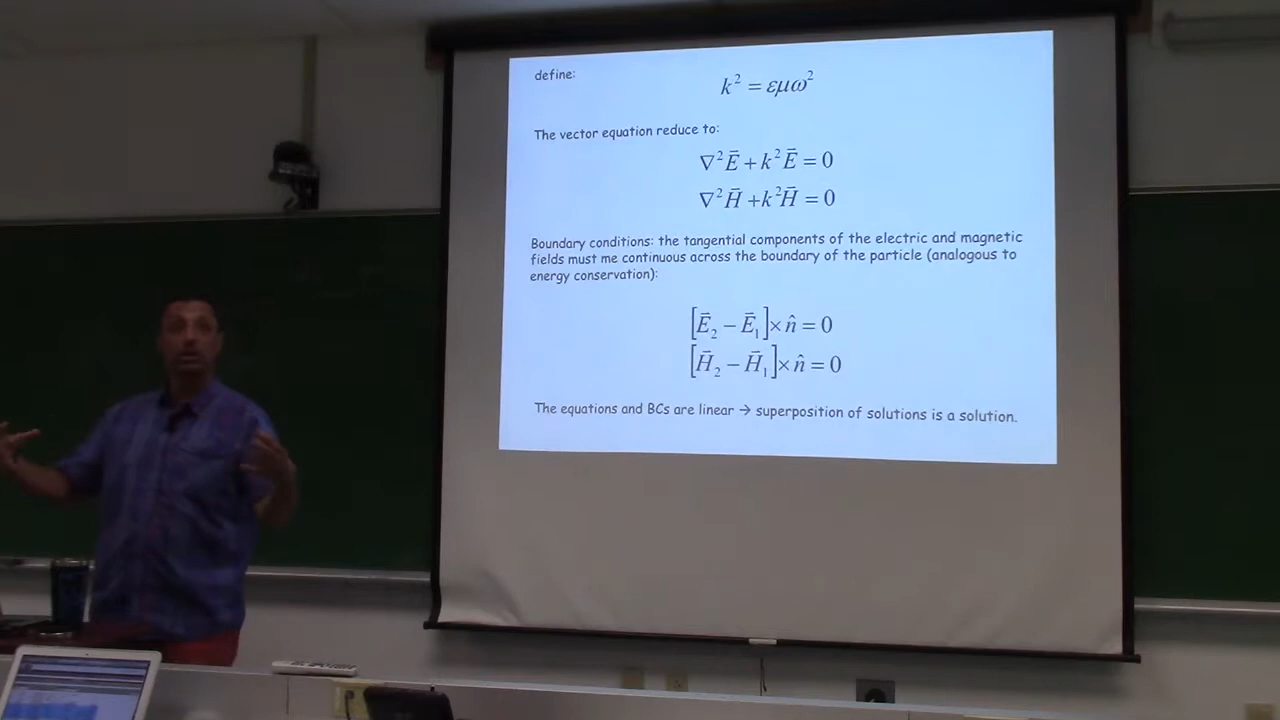 define:
k² = εμω²
The vector equation reduce to:
∇²Ē + k²Ē = 0
∇²H̄ + k²H̄ = 0
Boundary conditions: the tangential components of the electric and magnetic
fields must me continuous across the boundary of the particle (analogous to
energy conservation):
[Ē₂ − Ē₁] × n̂ = 0
[H̄₂ − H̄₁] × n̂ = 0
The equations and BCs are linear → superposition of solutions is a solution.